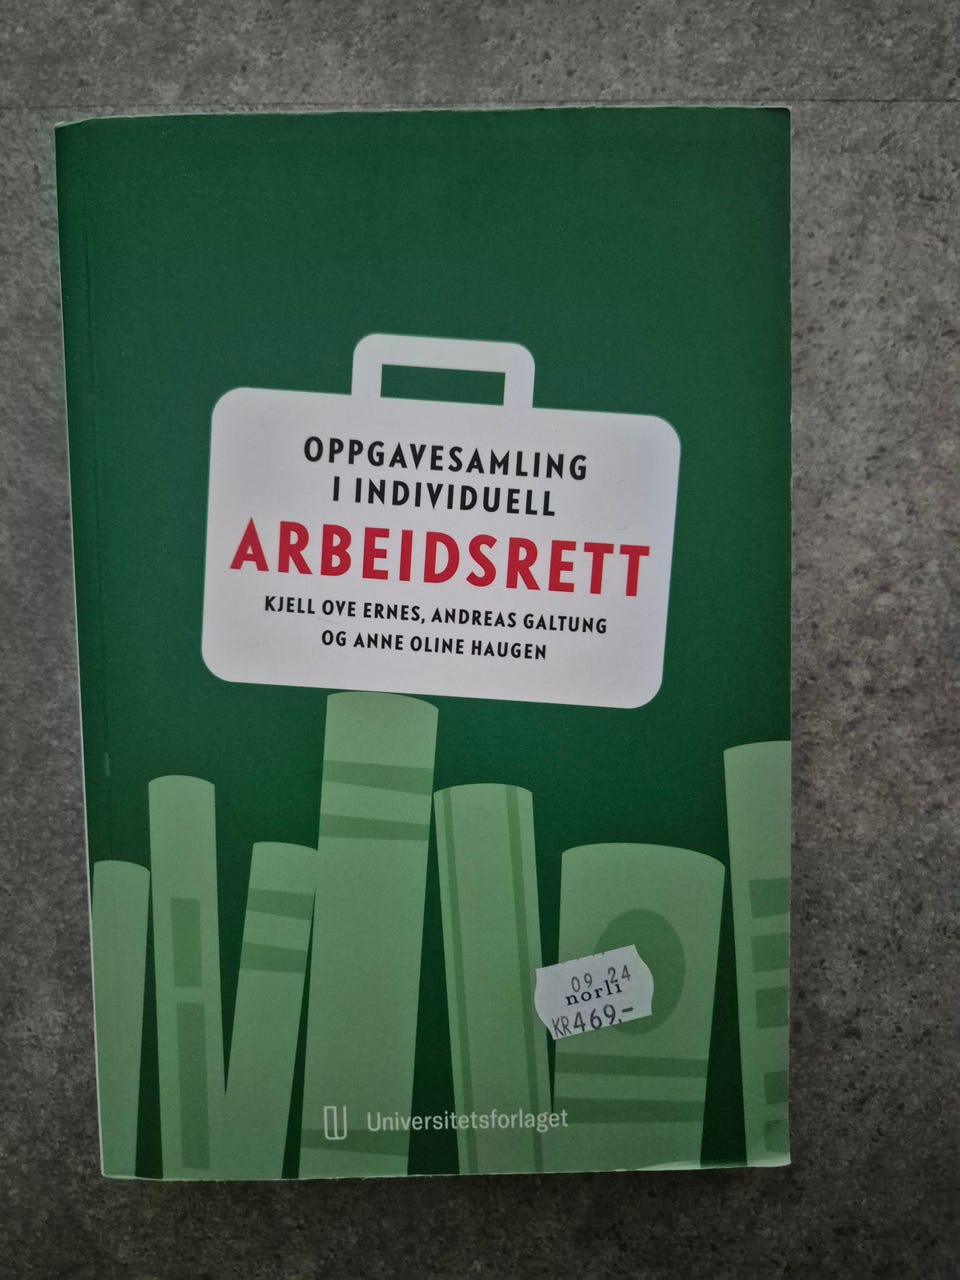 OPPGAVESAMLING
I INDIVIDUELL
ARBEIDSRETT
KJELL OVE ERNES, ANDREAS GALTUNG
OG ANNE OLINE HAUGEN
09 24
norli
KR469.-
Universitetsforlaget